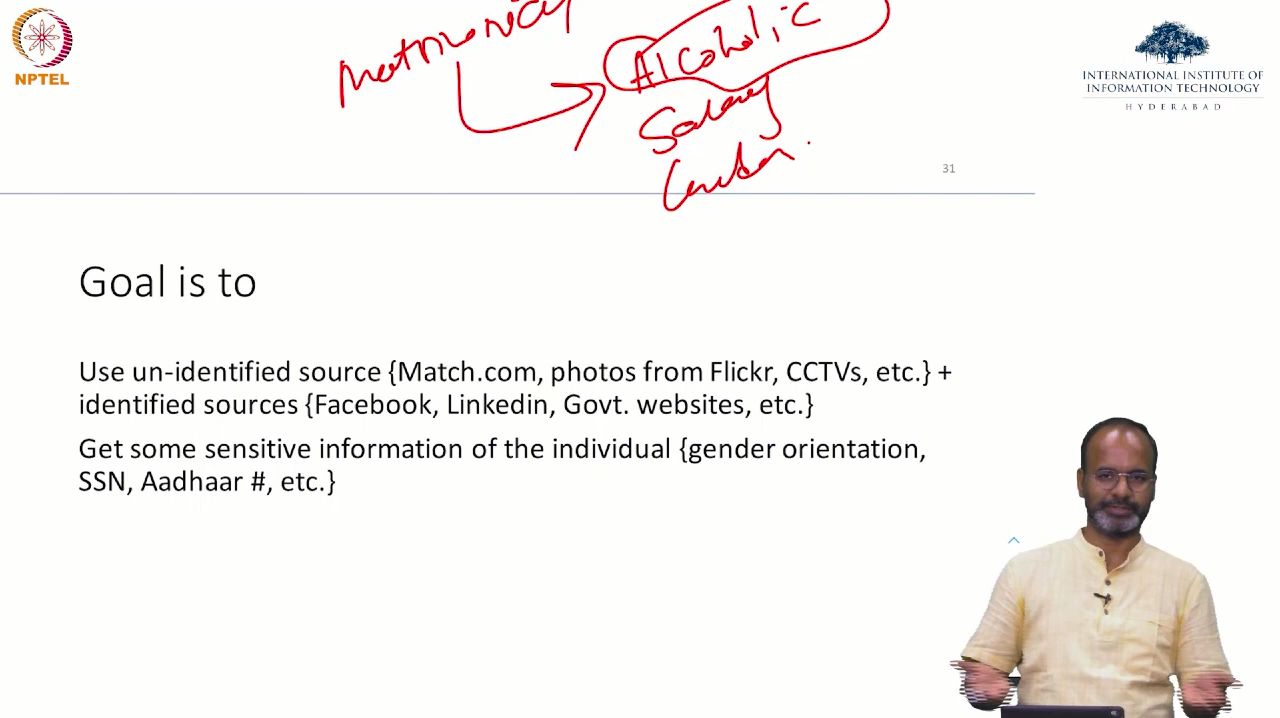 NPTEL
INTERNATIONAL INSTITUTE OF
INFORMATION TECHNOLOGY
HYDERABAD
Alcoholic
Salary
31
Goal is to
Use un-identified source {Match.com, photos from Flickr, CCTVs, etc.} +
identified sources {Facebook, Linkedin, Govt. websites, etc.}
Get some sensitive information of the individual {gender orientation,
SSN, Aadhaar #, etc.}